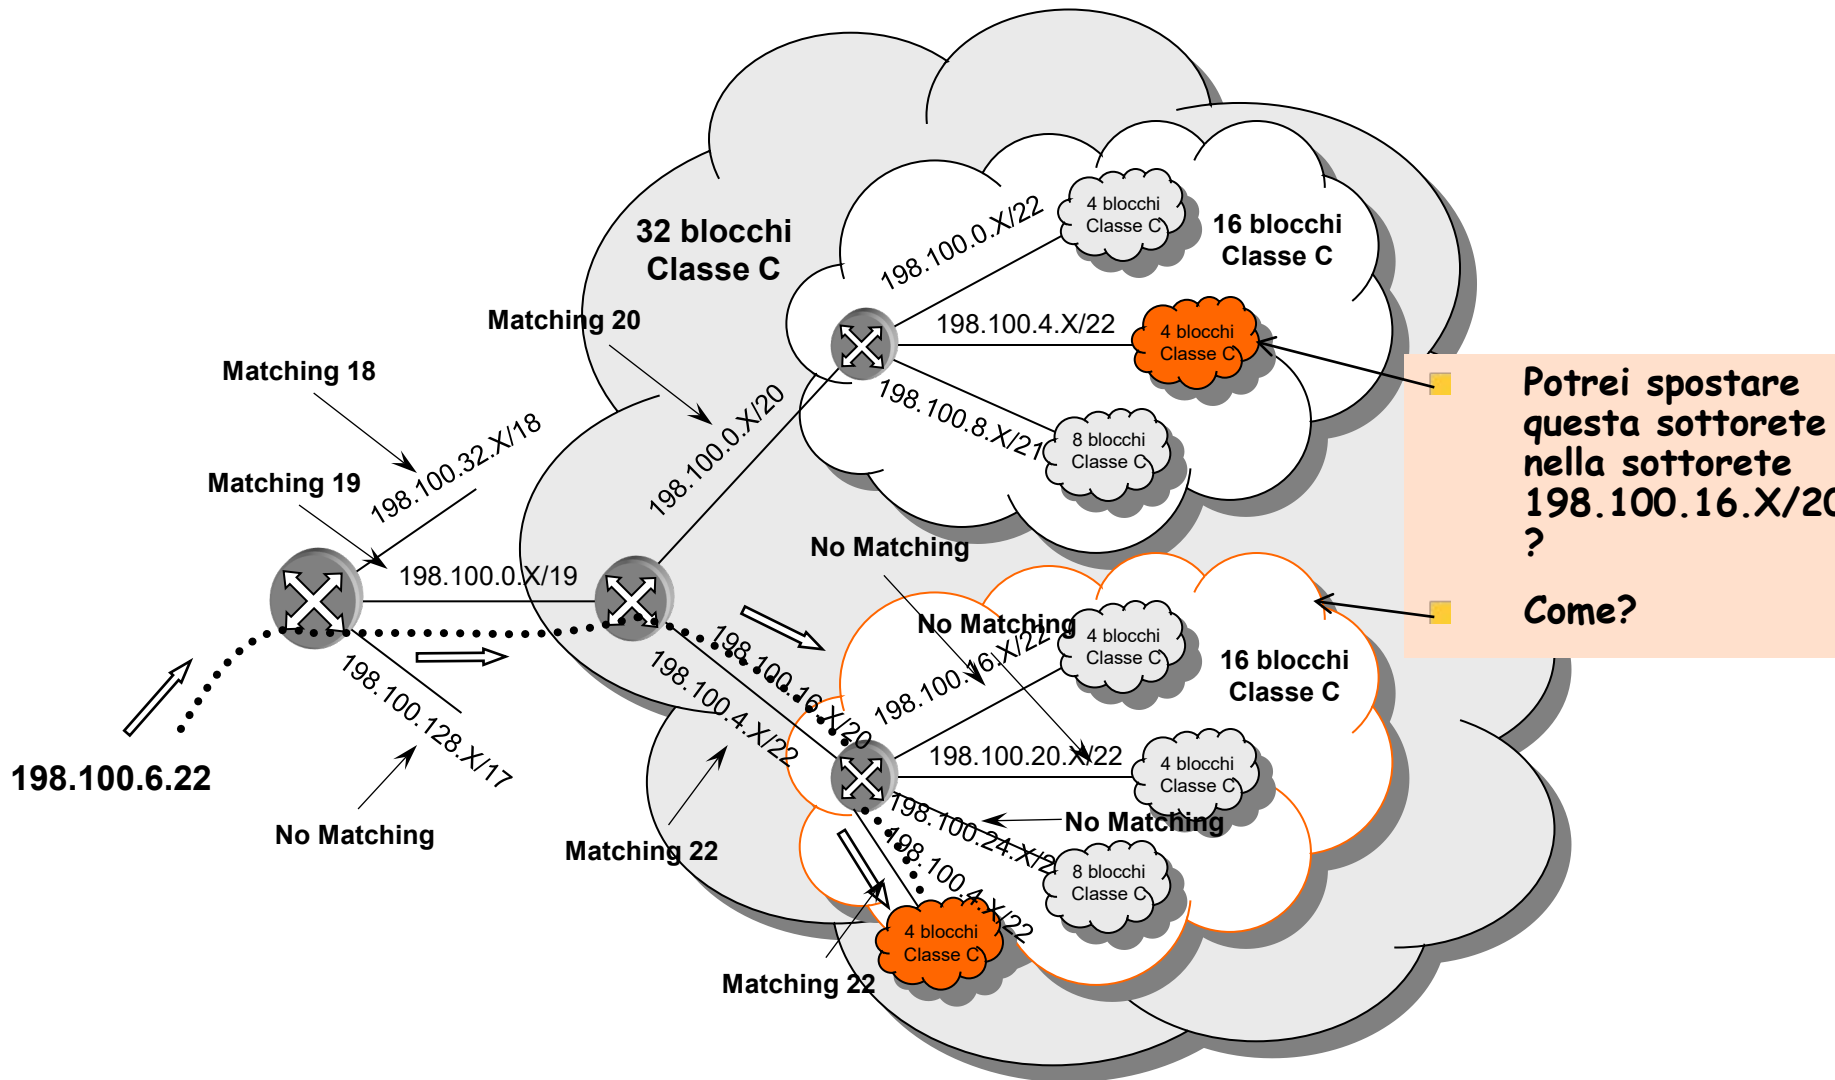 32 blocchi
Classe C
198.100.0.X/22
4 blocchi
Classe C
16 blocchi
Classe C
Matching 20
198.100.4.X/22
4 blocchi
Classe C
Matching 18
198.100.0.X/20
198.100.8.X/21
8 blocchi
Classe C
Potrei spostare
questa sottorete
nella sottorete
198.100.16.X/20
?
Come?
198.100.32.X/18
Matching 19
198.100.0.X/19
No Matching
No Matching
198.100.16.X/22
4 blocchi
Classe C
16 blocchi
Classe C
198.100.16.X/20
198.100.4.X/22
198.100.128.X/17
198.100.6.22
No Matching
Matching 22
198.100.20.X/22
4 blocchi
Classe C
198.100.24.X/2
No Matching
8 blocchi
Classe C
198.100.4.X/22
4 blocchi
Classe C
Matching 22